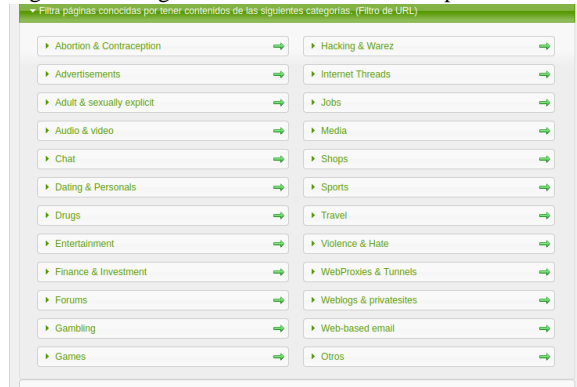 Filtra páginas conocidas por tener contenidos de las siguientes categorías. (Filtro de URL)
Abortion & Contraception
Hacking & Warez
Advertisements
Internet Threads
Adult & sexually explicit
Jobs
Audio & video
Media
Chat
Shops
Dating & Personals
Sports
Drugs
Travel
Entertainment
Violence & Hate
Finance & Investment
WebProxies & Tunnels
Forums
Weblogs & privatesites
Gambling
Web-based email
Games
Otros